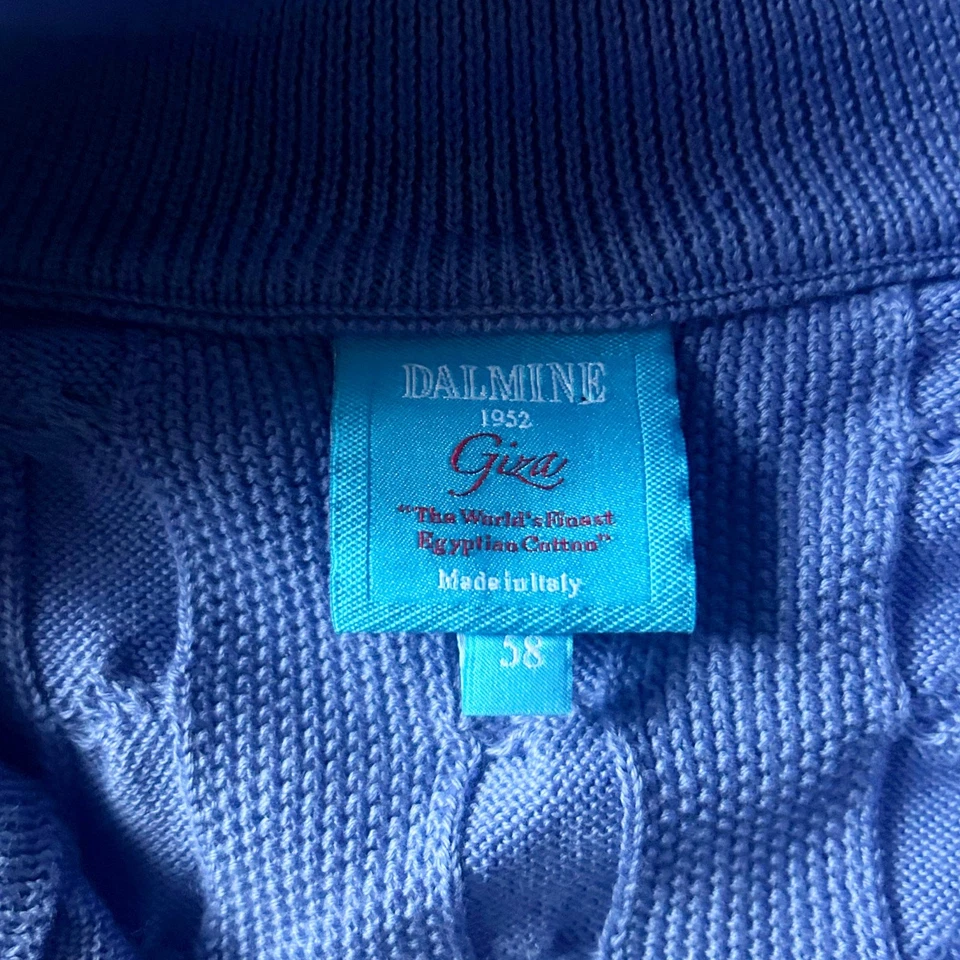 DALMINE
1952
Giza
"The World's Finest
Egyptian Cotton"
Made in Italy
58